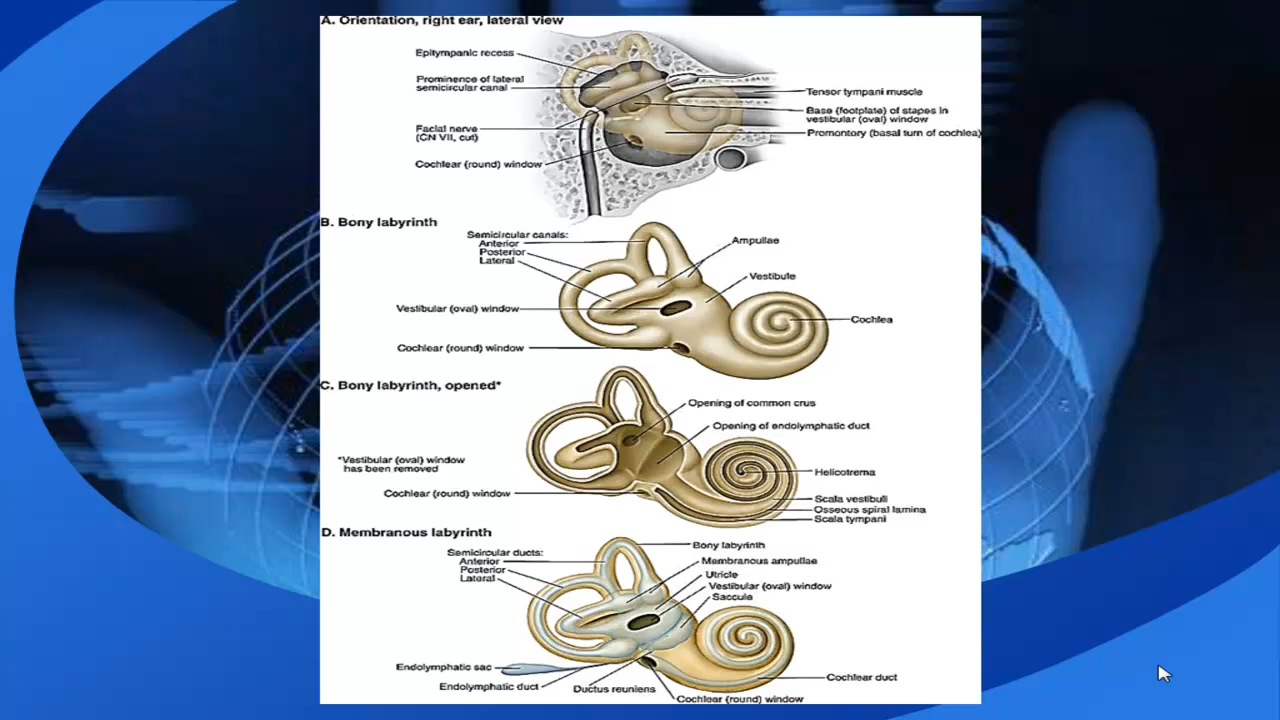 A. Orientation, right ear, lateral view
Epitympanic recess
Prominence of lateral
semicircular canal
Facial nerve
(CN VII, cut)
Cochlear (round) window
Tensor tympani muscle
Base (footplate) of stapes in
vestibular (oval) window
Promontory (basal turn of cochlea)
B. Bony labyrinth
Semicircular canals:
Anterior
Posterior
Lateral
Vestibular (oval) window
Cochlear (round) window
Ampullae
Vestibule
Cochlea
C. Bony labyrinth, opened*
*Vestibular (oval) window
has been removed
Cochlear (round) window
Opening of common crus
Opening of endolymphatic duct
Helicotrema
Scala vestibuli
Osseous spiral lamina
Scala tympani
D. Membranous labyrinth
Semicircular ducts:
Anterior
Posterior
Lateral
Endolymphatic sac
Endolymphatic duct
Ductus reuniens
Bony labyrinth
Membranous ampullae
Utricle
Vestibular (oval) window
Saccule
Cochlear duct
Cochlear (round) window